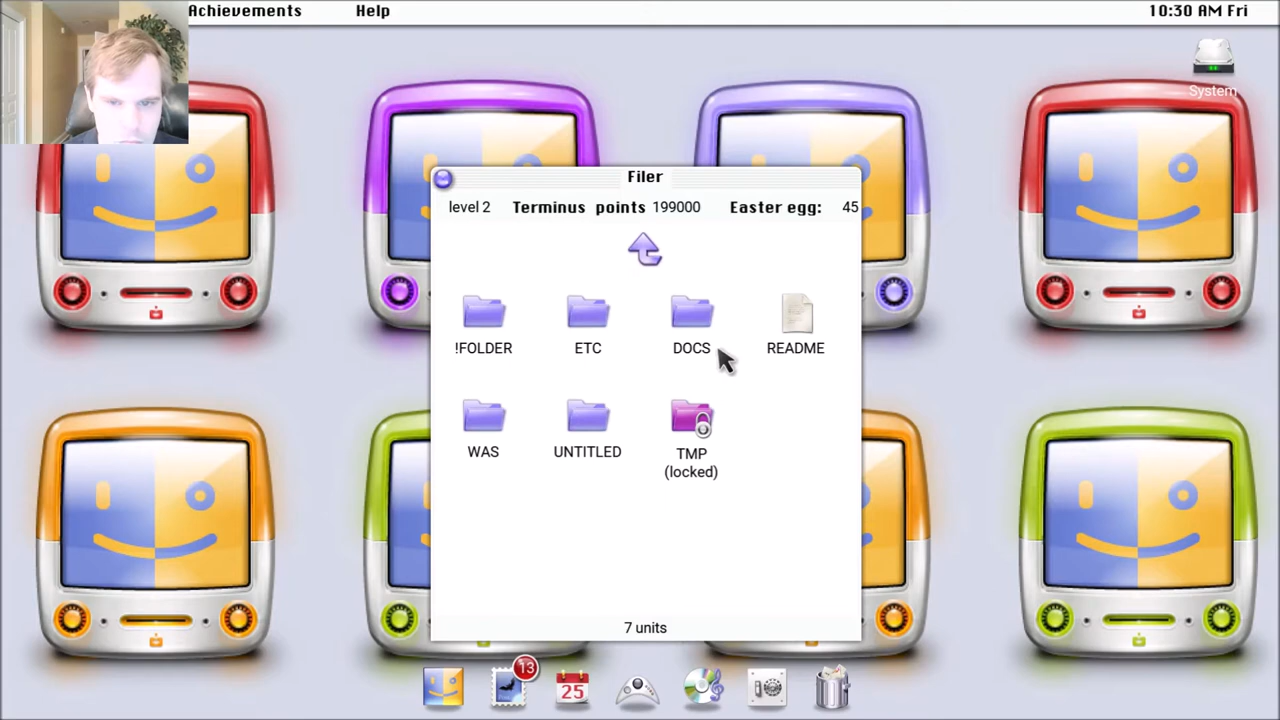 Achievements Help 10:30 AM Fri
System
Filer
level 2 Terminus points 199000 Easter egg: 45
!FOLDER ETC DOCS README
WAS UNTITLED TMP
(locked)
7 units
13
25